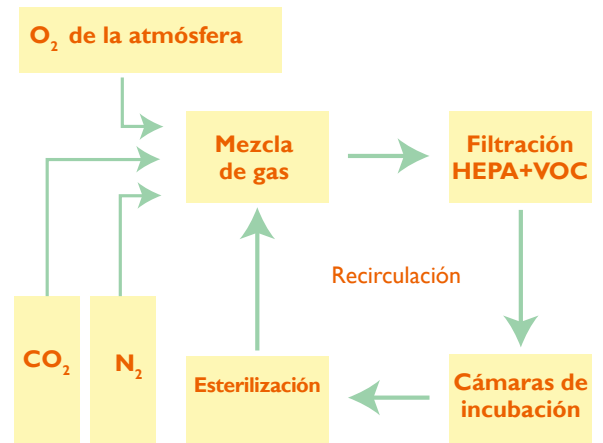 O₂ de la atmósfera
Mezcla
de gas
Filtración
HEPA+VOC
Recirculación
CO₂
N₂
Esterilización
Cámaras de
incubación